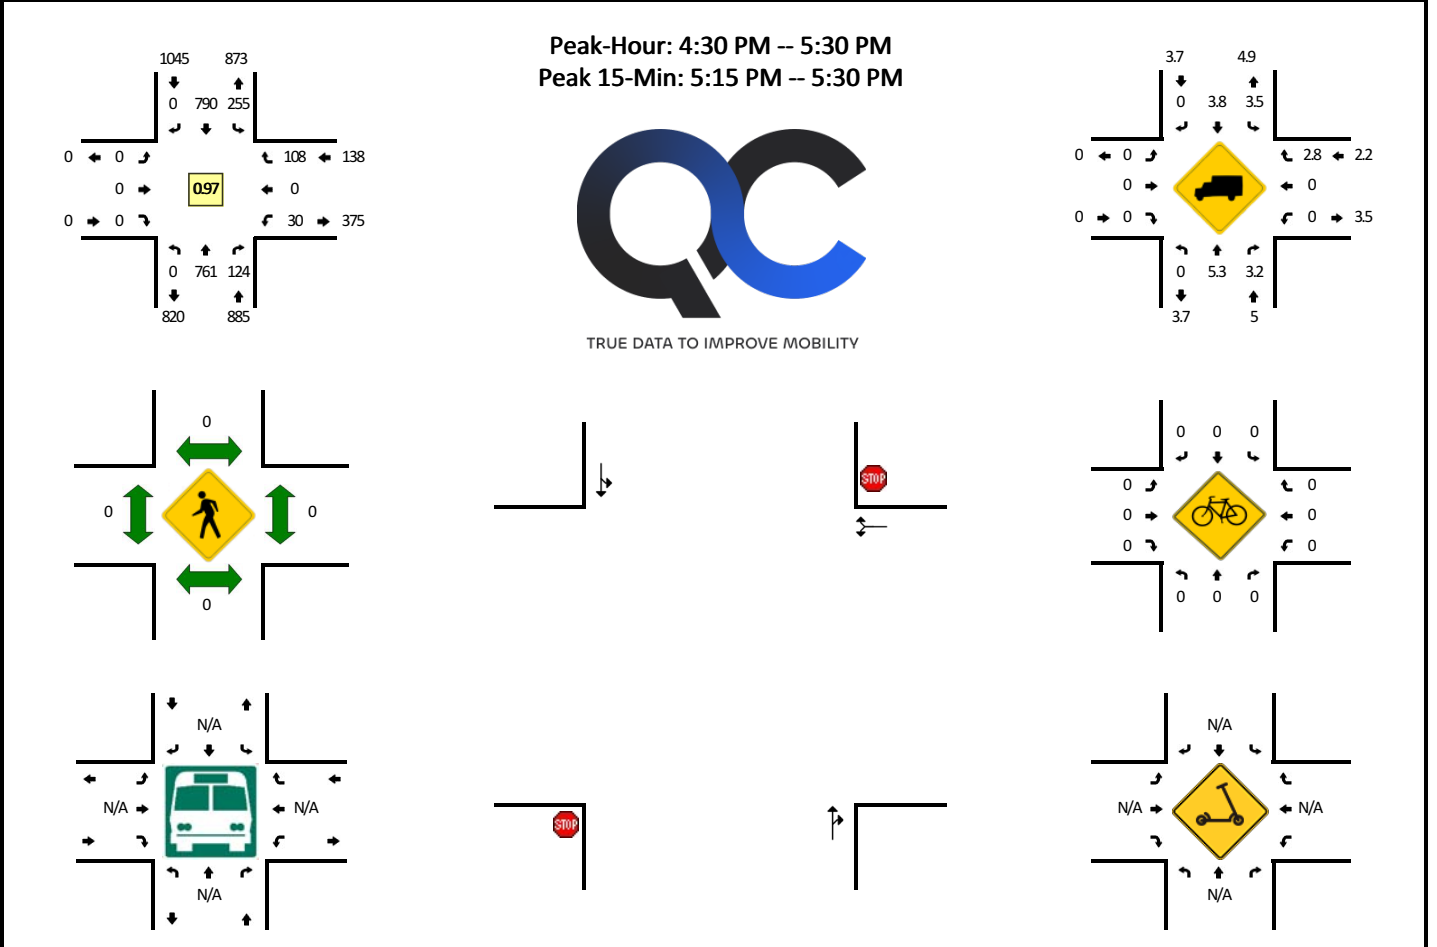 Peak-Hour: 4:30 PM -- 5:30 PM
Peak 15-Min: 5:15 PM -- 5:30 PM
1045 873
0 790 255
0 0 108 138
0 0.97 0
0 0 30 375
0 761 124
820 885
QC
TRUE DATA TO IMPROVE MOBILITY
3.7 4.9
0 3.8 3.5
0 0 2.8 2.2
0 0
0 0 0 3.5
0 5.3 3.2
3.7 5
0
0 0
0
STOP
STOP
0 0 0
0 0
0 0
0 0
0 0 0
N/A
N/A N/A
N/A
N/A
N/A N/A
N/A